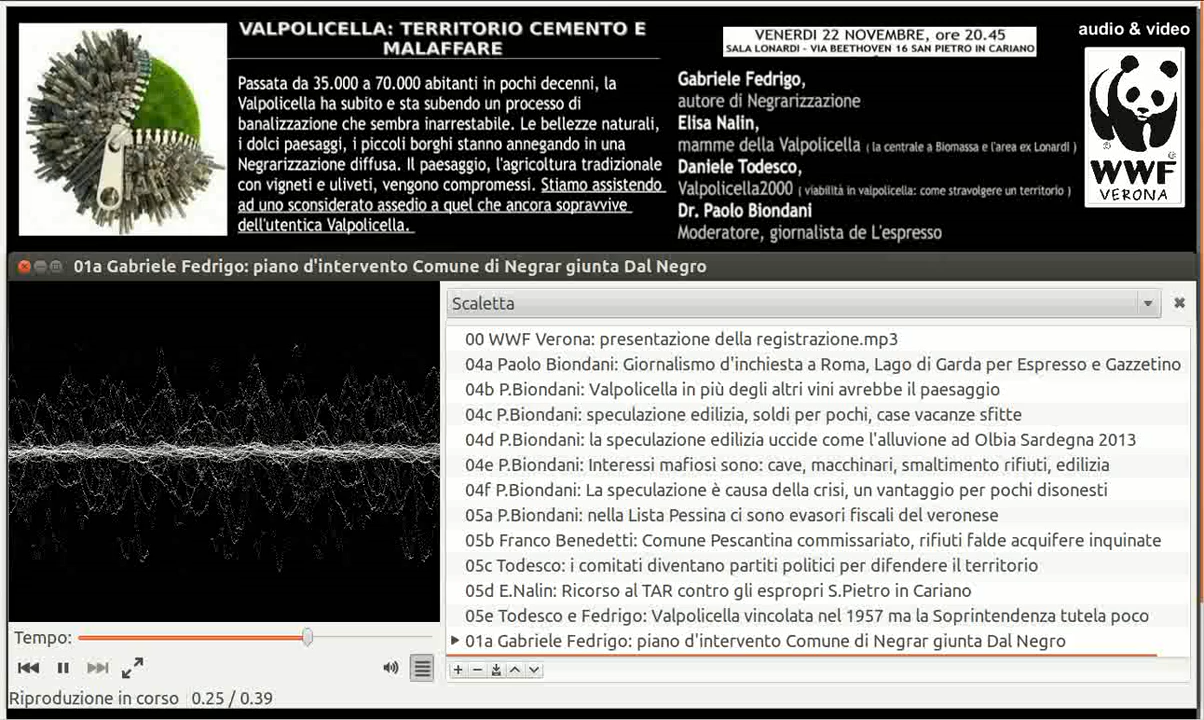 VALPOLICELLA: TERRITORIO CEMENTO E
MALAFFARE
Passata da 35.000 a 70.000 abitanti in pochi decenni, la
Valpolicella ha subito e sta subendo un processo di
banalizzazione che sembra inarrestabile. Le bellezze naturali,
i dolci paesaggi, i piccoli borghi stanno annegando in una
Negrarizzazione diffusa. Il paesaggio, l'agricoltura tradizionale
con vigneti e uliveti, vengono compromessi. Stiamo assistendo
ad uno sconsiderato assedio a quel che ancora sopravvive
dell'utentica Valpolicella.
VENERDI 22 NOVEMBRE, ore 20.45
SALA LONARDI - VIA BEETHOVEN 16 SAN PIETRO IN CARIANO
Gabriele Fedrigo,
autore di Negrarizzazione
Elisa Nalin,
mamme della Valpolicella ( la centrale a Biomassa e l'area ex Lonardi )
Daniele Todesco,
Valpolicella2000 ( viabilità in valpolicella: come stravolgere un territorio )
Dr. Paolo Biondani
Moderatore, giornalista de L'espresso
audio & video
WWF
VERONA
01a Gabriele Fedrigo: piano d'intervento Comune di Negrar giunta Dal Negro
Scaletta
00 WWF Verona: presentazione della registrazione.mp3
04a Paolo Biondani: Giornalismo d'inchiesta a Roma, Lago di Garda per Espresso e Gazzetino
04b P.Biondani: Valpolicella in più degli altri vini avrebbe il paesaggio
04c P.Biondani: speculazione edilizia, soldi per pochi, case vacanze sfitte
04d P.Biondani: la speculazione edilizia uccide come l'alluvione ad Olbia Sardegna 2013
04e P.Biondani: Interessi mafiosi sono: cave, macchinari, smaltimento rifiuti, edilizia
04f P.Biondani: La speculazione è causa della crisi, un vantaggio per pochi disonesti
05a P.Biondani: nella Lista Pessina ci sono evasori fiscali del veronese
05b Franco Benedetti: Comune Pescantina commissariato, rifiuti falde acquifere inquinate
05c Todesco: i comitati diventano partiti politici per difendere il territorio
05d E.Nalin: Ricorso al TAR contro gli espropri S.Pietro in Cariano
05e Todesco e Fedrigo: Valpolicella vincolata nel 1957 ma la Soprintendenza tutela poco
01a Gabriele Fedrigo: piano d'intervento Comune di Negrar giunta Dal Negro
Tempo:
Riproduzione in corso 0.25 / 0.39